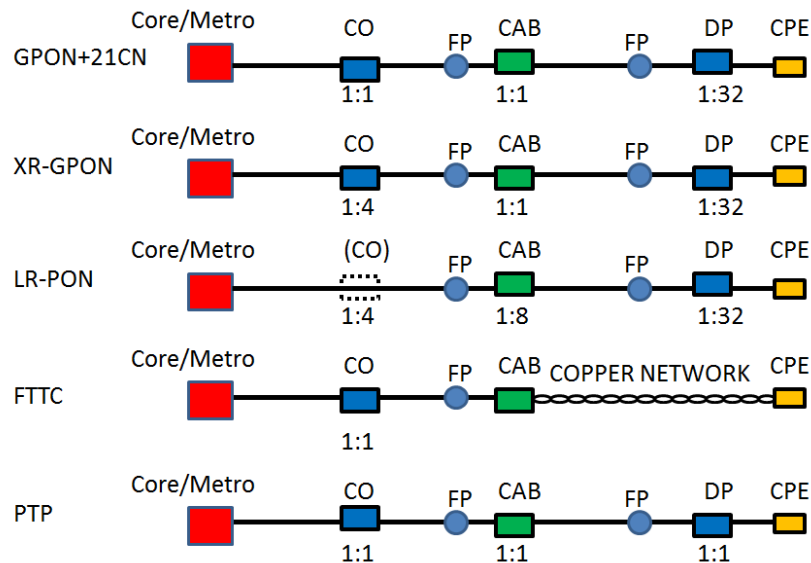 Core/Metro CO FP CAB FP DP CPE
GPON+21CN
1:1 1:1 1:32
Core/Metro CO FP CAB FP DP CPE
XR-GPON
1:4 1:1 1:32
Core/Metro (CO) FP CAB FP DP CPE
LR-PON
1:4 1:8 1:32
Core/Metro CO FP CAB COPPER NETWORK CPE
FTTC
1:1
Core/Metro CO FP CAB FP DP CPE
PTP
1:1 1:1 1:1